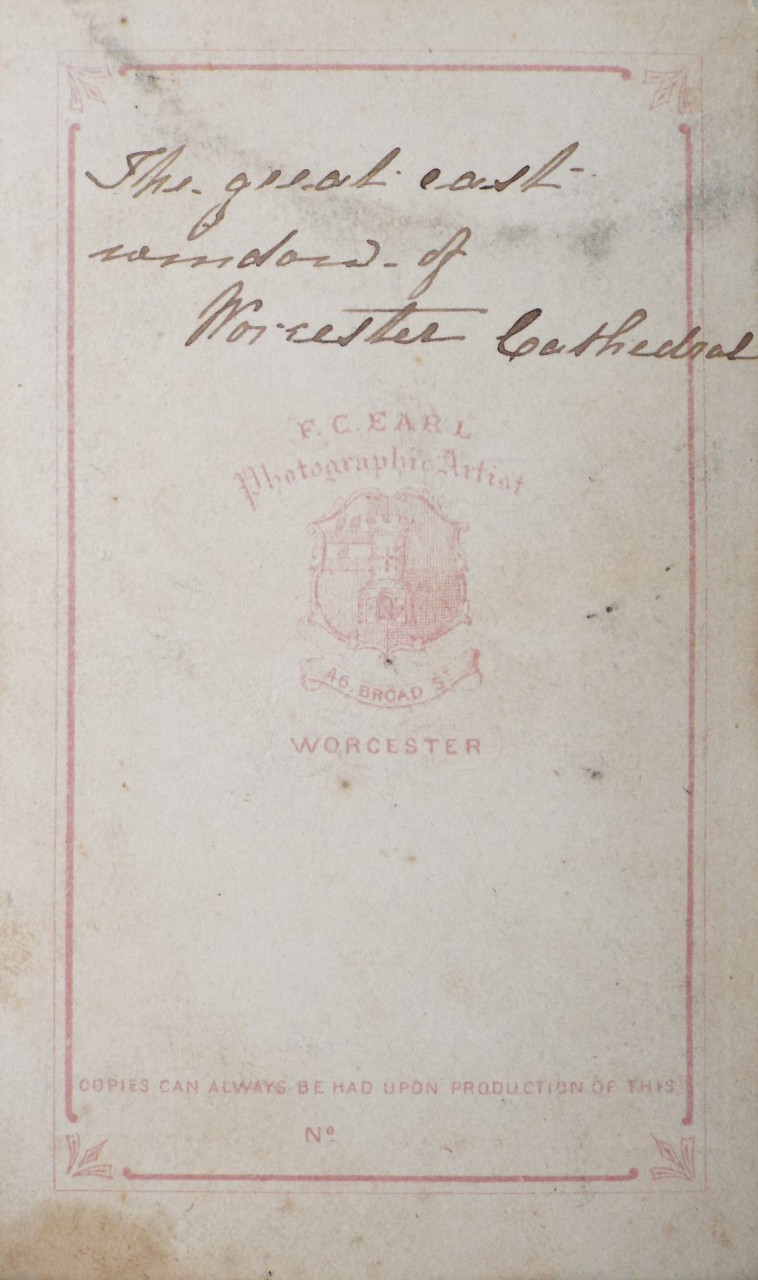 The great east
window of
Worcester Cathedral
F. C. EARL
Photographic Artist
46, BROAD ST
WORCESTER
COPIES CAN ALWAYS BE HAD UPON PRODUCTION OF THIS
Nº